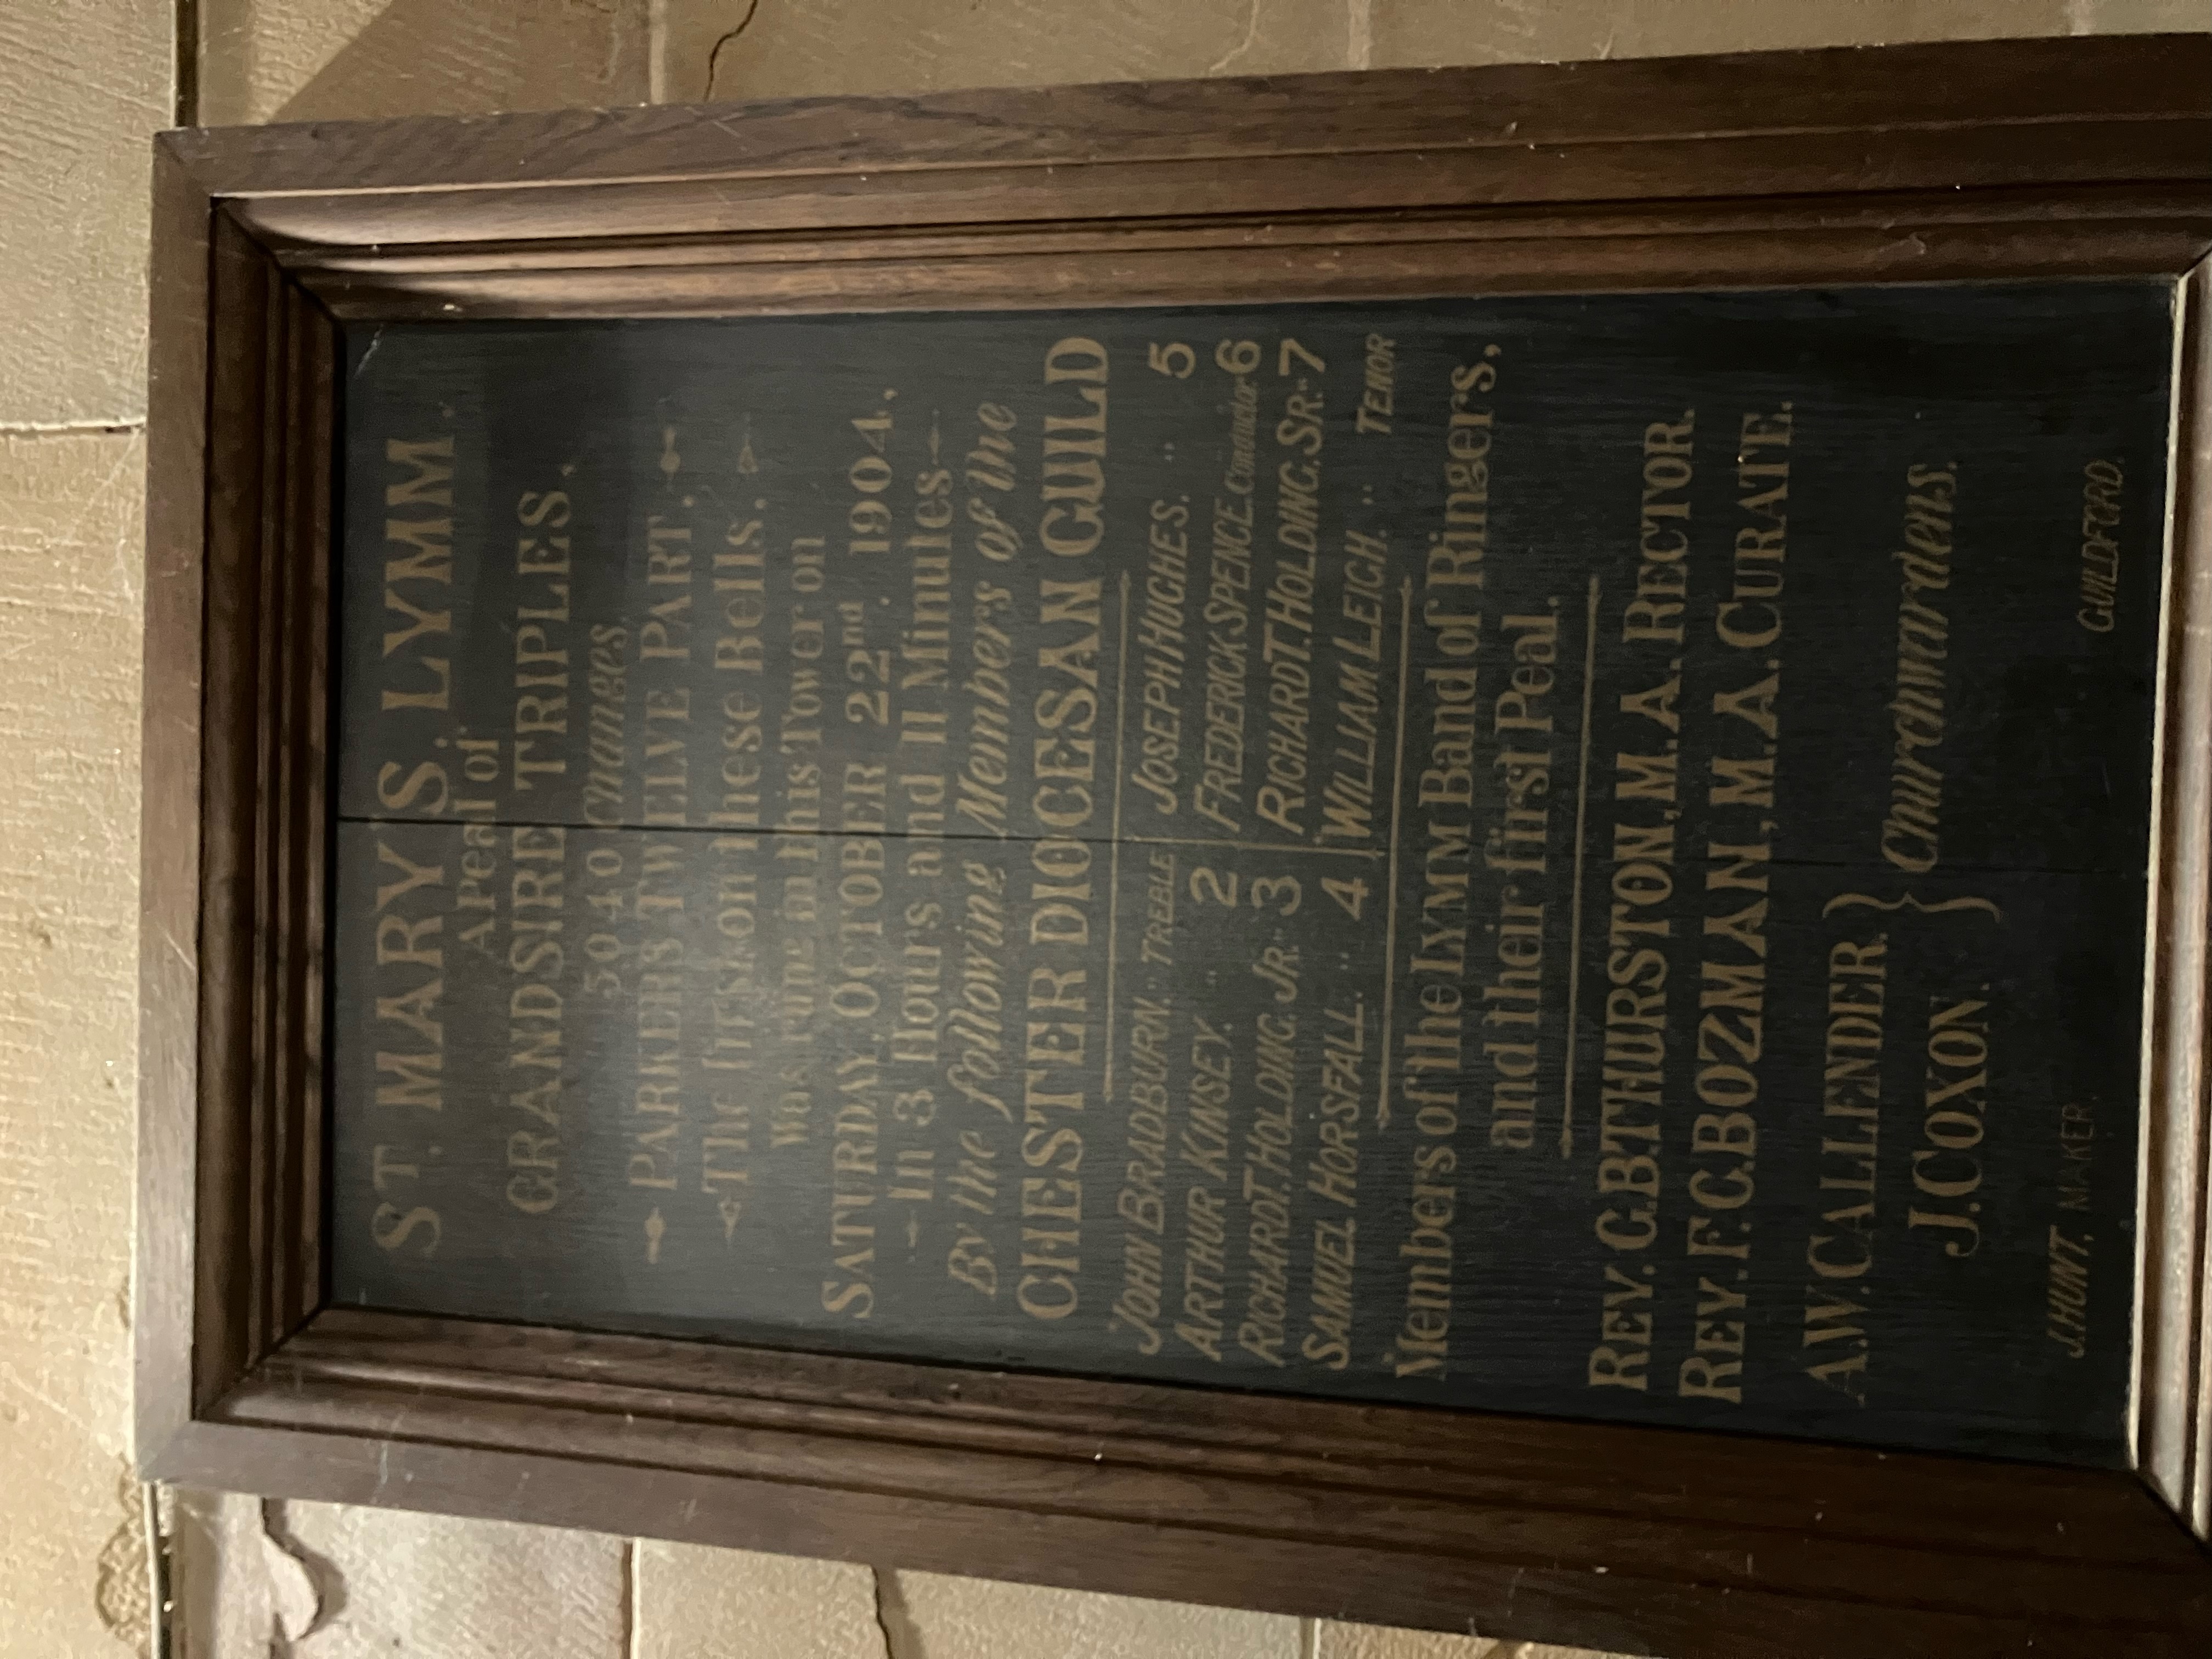 ST. MARY'S. LYMM.
A Peal of
GRANDSIRE TRIPLES.
5040 Changes
PARKERS TWELVE PART.
The first on these Bells.
Was rung in this Tower on
SATURDAY, OCTOBER 22nd 1904,
In 3 Hours and 11 Minutes
By the following Members of the
CHESTER DIOCESAN GUILD
JOHN BRADBURN. .. TREBLE JOSEPH HUGHES. .. 5
ARTHUR KINSEY. .. 2 FREDERICK SPENCE. Conductor 6
RICHARD T. HOLDING. JR. .. 3 RICHARD T. HOLDING. SR. .. 7
SAMUEL HORSFALL. .. 4 WILLIAM LEIGH. .. TENOR
Members of the LYMM Band of Ringers,
and their first Peal.
REV. G.B. THURSTON, M.A. RECTOR.
REV. F.C. BOZMAN, M.A. CURATE.
A.W. CALLENDER. } Churchwardens.
J. COXON.
J. HUNT, MAKER. GUILDFORD.